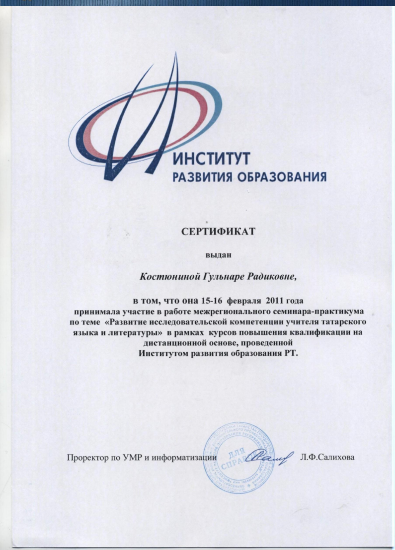 ИНСТИТУТ
РАЗВИТИЯ ОБРАЗОВАНИЯ
СЕРТИФИКАТ
выдан
Костюниной Гульнаре Радиковне,
в том, что она 15-16 февраля 2011 года
принимала участие в работе межрегионального семинара-практикума
по теме «Развитие исследовательской компетенции учителя татарского
языка и литературы» в рамках курсов повышения квалификации на
дистанционной основе, проведенной
Институтом развития образования РТ.
ДЛЯ
СПРАВОК
Проректор по УМР и информатизации Л.Ф.Салихова